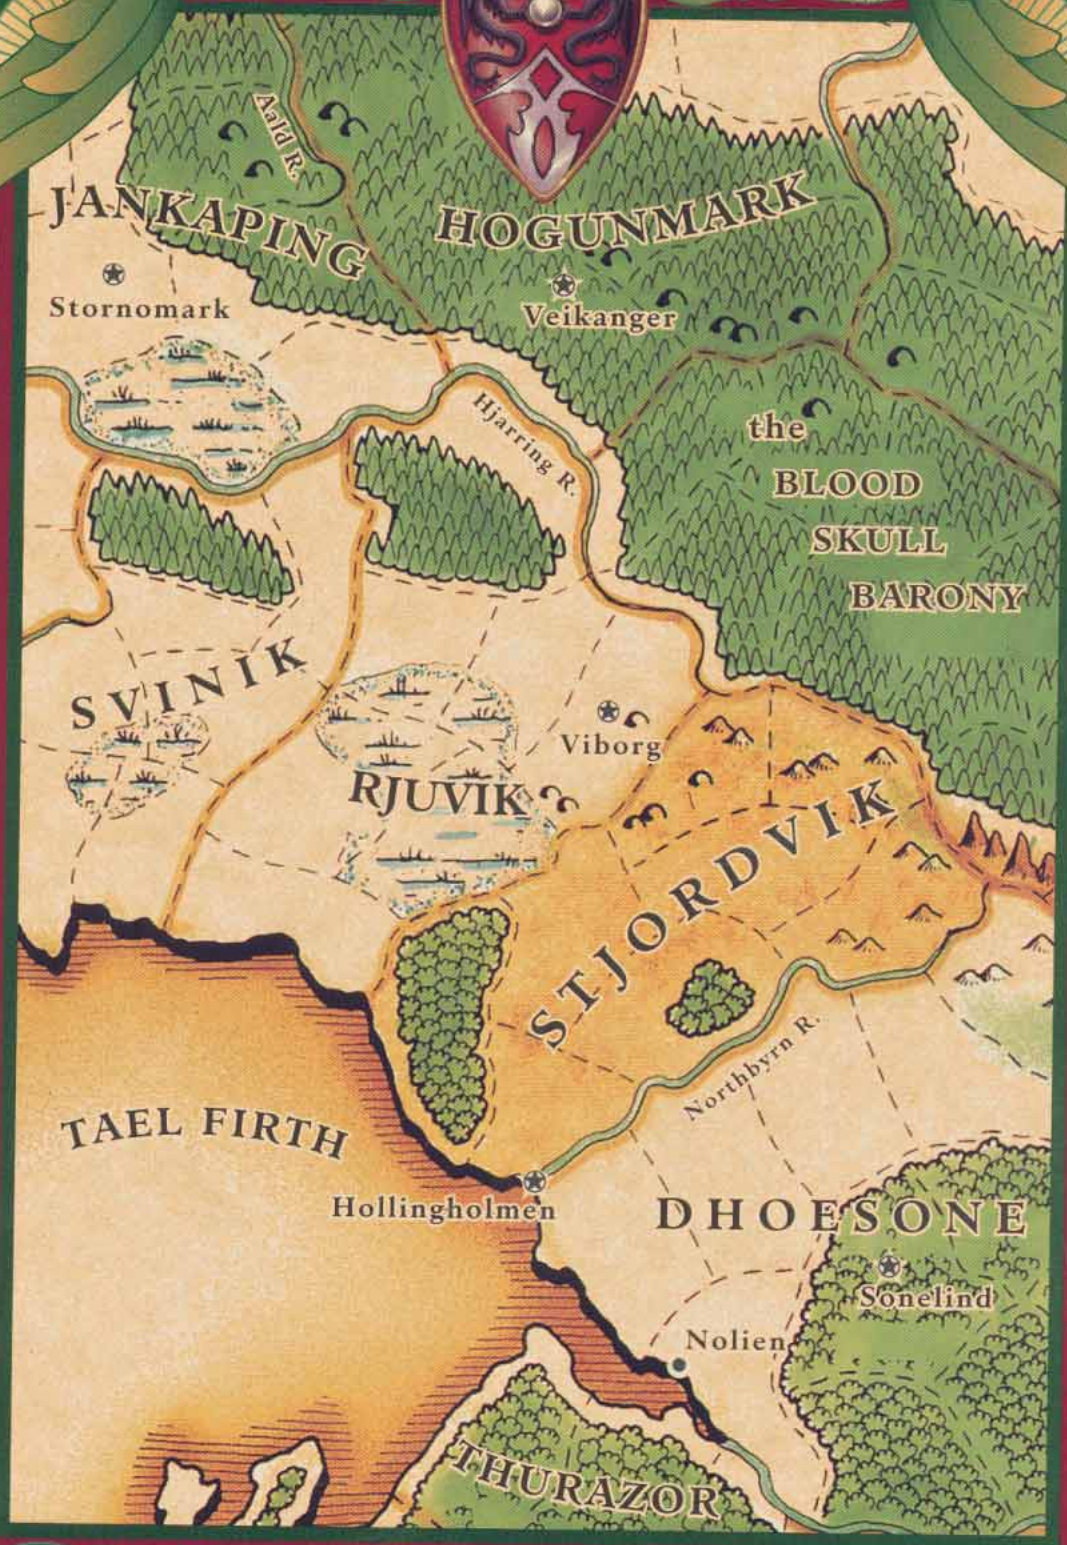 Aald R.
JANKAPING
HOGUNMARK
Stornomark
Veikanger
Hjarring R.
the
BLOOD
SKULL
BARONY
SVINIK
Viborg
RJUVIK
STJORDVIK
Northbyrn R.
TAEL FIRTH
Hollingholmen
DHOESONE
Sonelind
Nolien
THURAZOR